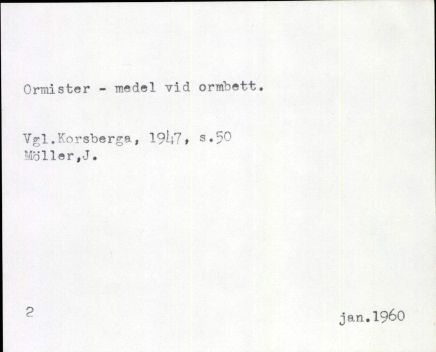 Ormister - medel vid ormbett.
Vgl.Korsberga, 1947, s.50
Möller,J.
2
jan.1960